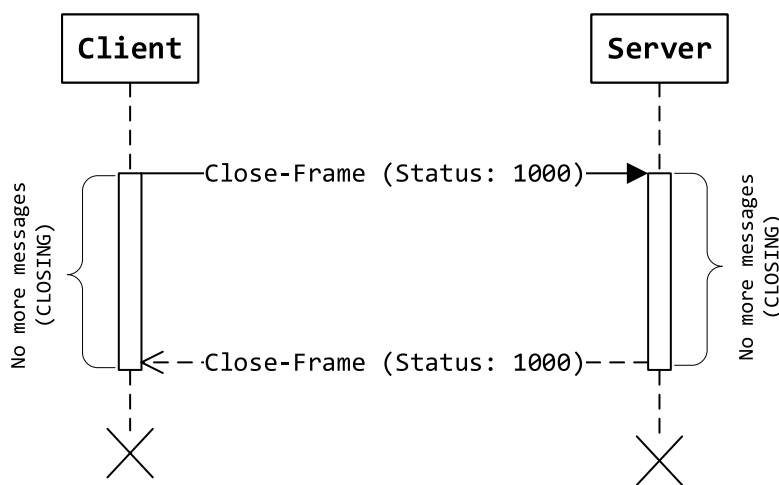 Client
Server
Close-Frame (Status: 1000)
No more messages
(CLOSING)
No more messages
(CLOSING)
Close-Frame (Status: 1000)